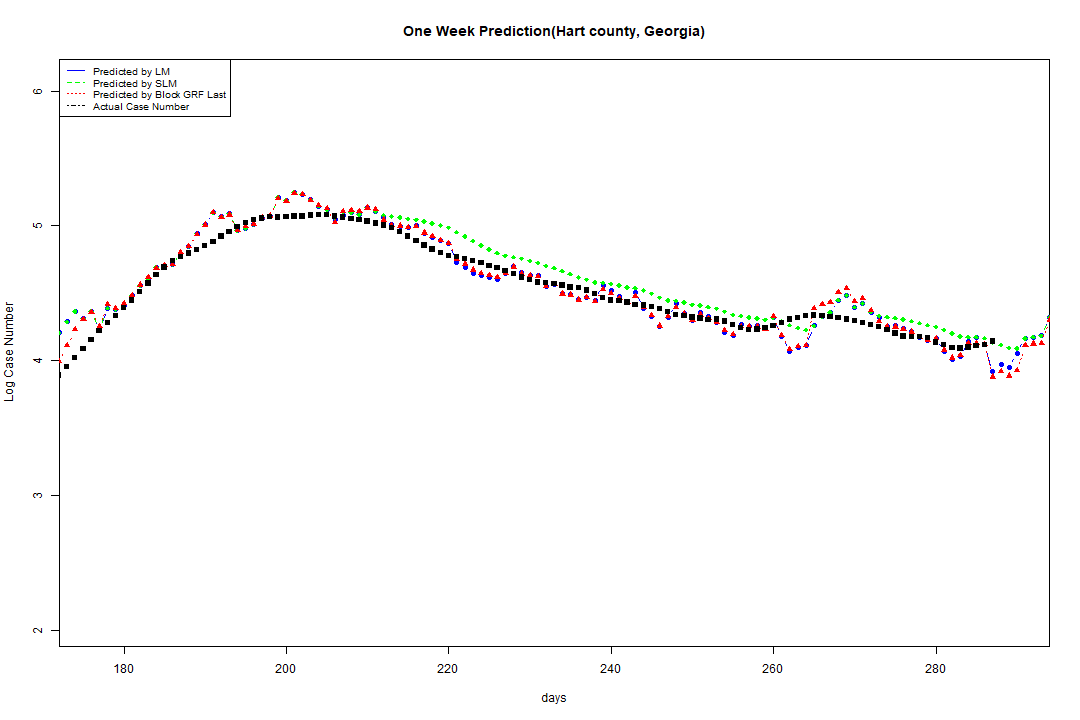 One Week Prediction(Hart county, Georgia)
Predicted by LM
Predicted by SLM
Predicted by Block GRF Last
Actual Case Number
6
5
4
3
2
Log Case Number
180 200 220 240 260 280
days